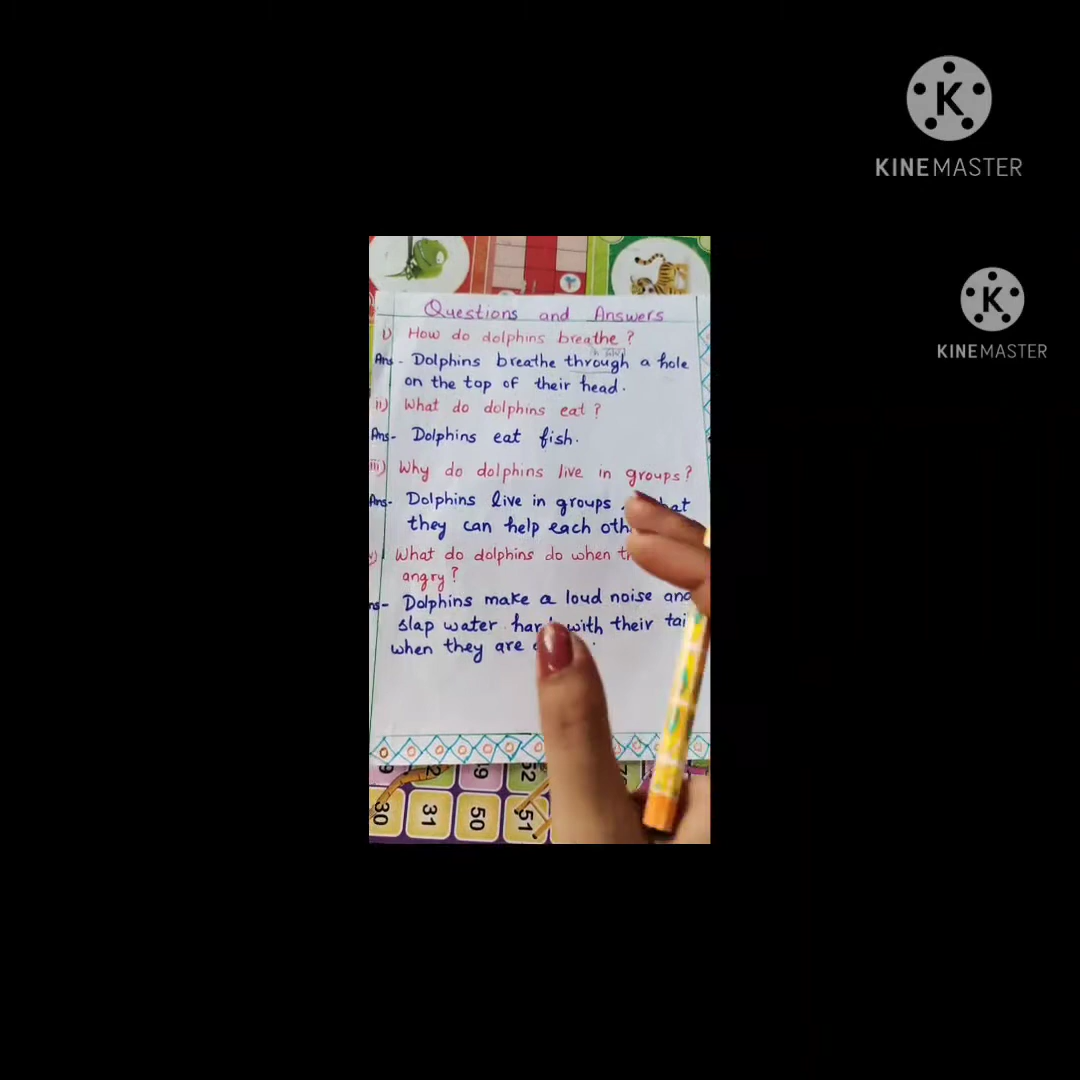 KINEMASTER
KINEMASTER
Questions and Answers
i) How do dolphins breathe ?
Ans - Dolphins breathe through a hole
on the top of their head.
ii) What do dolphins eat ?
Ans- Dolphins eat fish.
iii) Why do dolphins live in groups?
Ans- Dolphins live in groups
they can help each
What do dolphins do when
angry?
Dolphins make a loud noise and
slap water with their
when they are
30 31 50 51